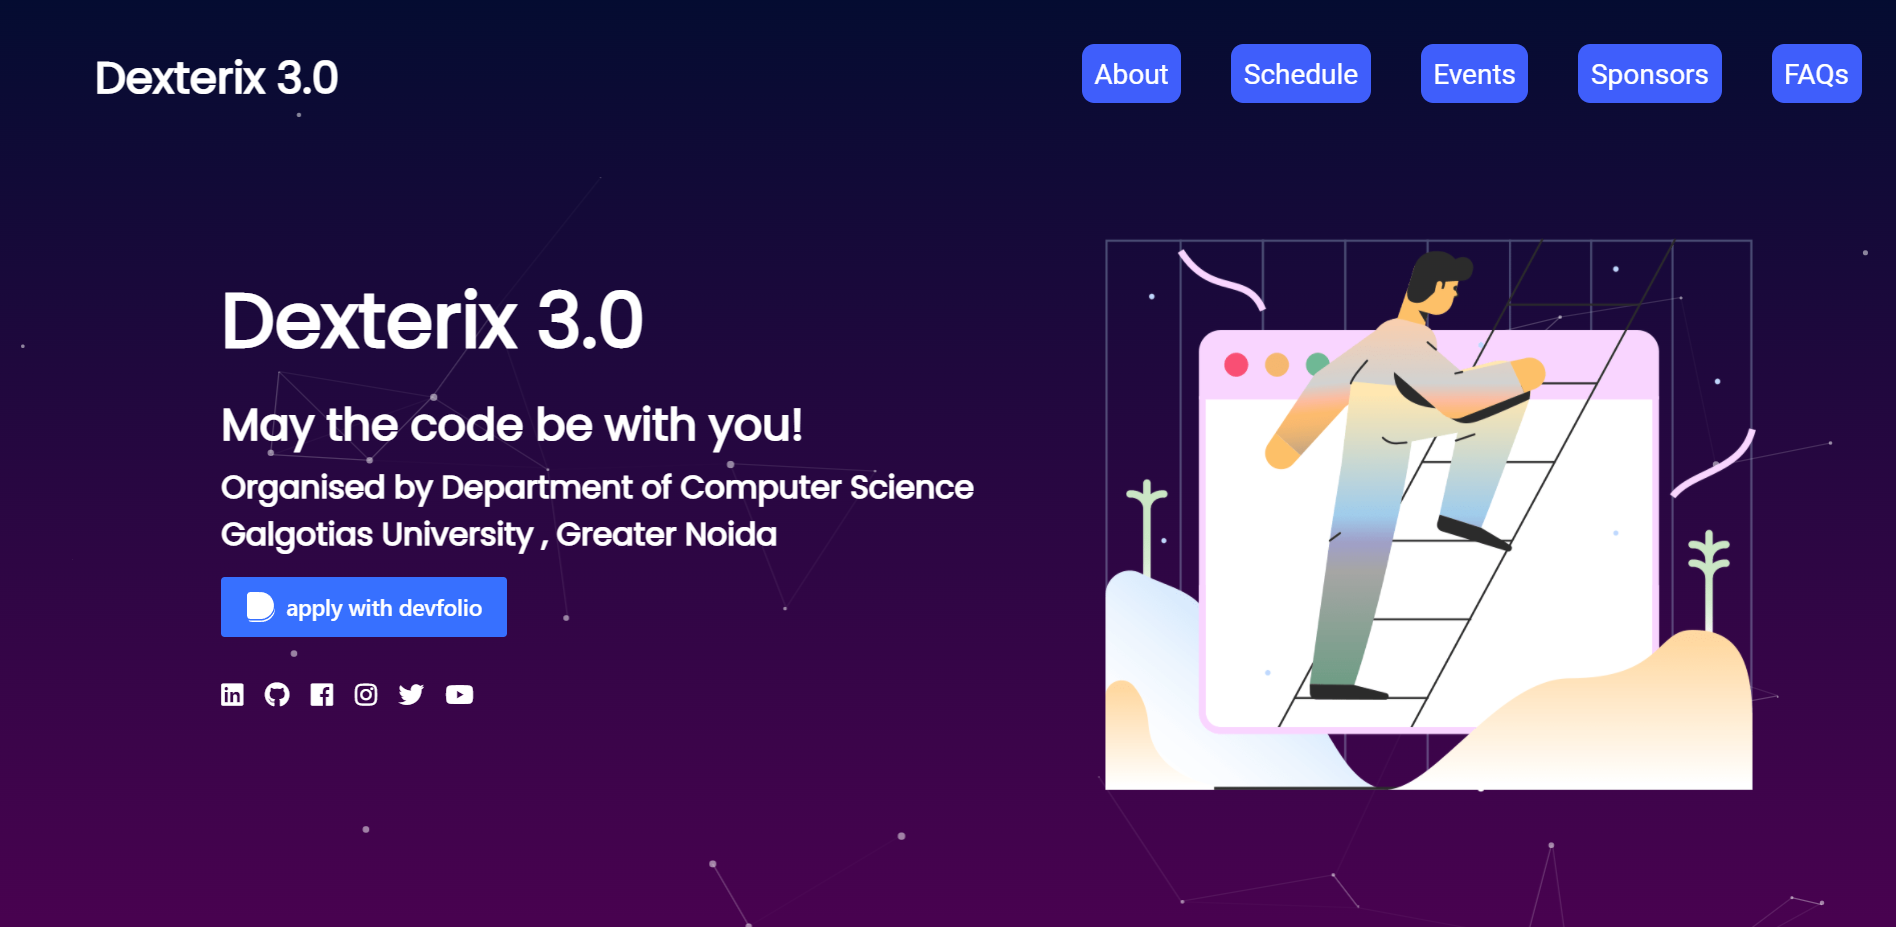 Dexterix 3.0
About
Schedule
Events
Sponsors
FAQs
Dexterix 3.0
May the code be with you!
Organised by Department of Computer Science
Galgotias University , Greater Noida
apply with devfolio